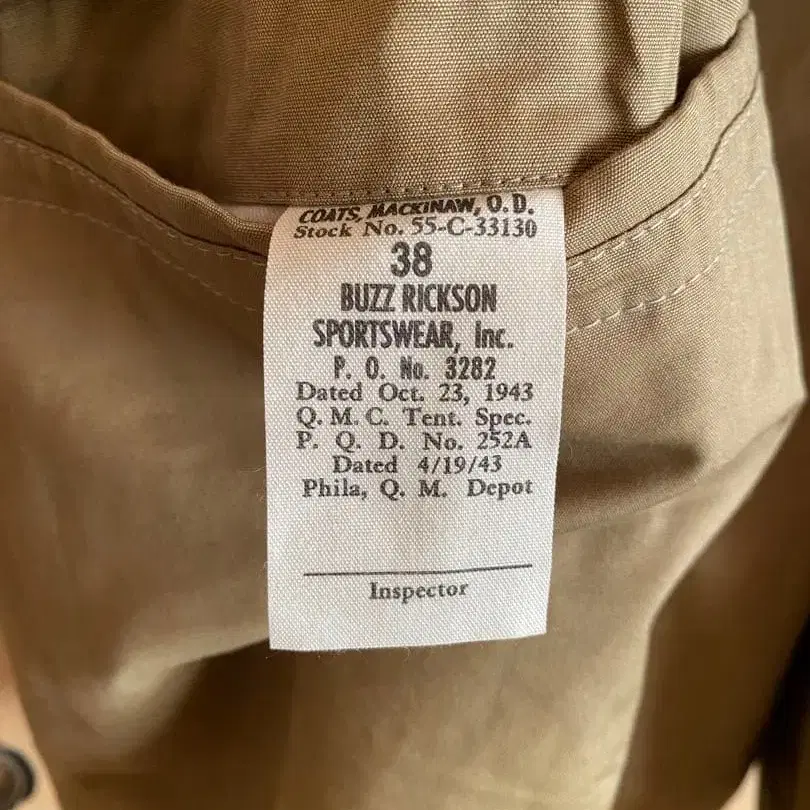 COATS, MACKINAW, O.D.
Stock No. 55-C-33130
38
BUZZ RICKSON
SPORTSWEAR, Inc.
P. O. No. 3282
Dated Oct. 23, 1943
Q. M. C. Tent. Spec.
P. Q. D. No. 252A
Dated 4/19/43
Phila, Q. M. Depot
Inspector